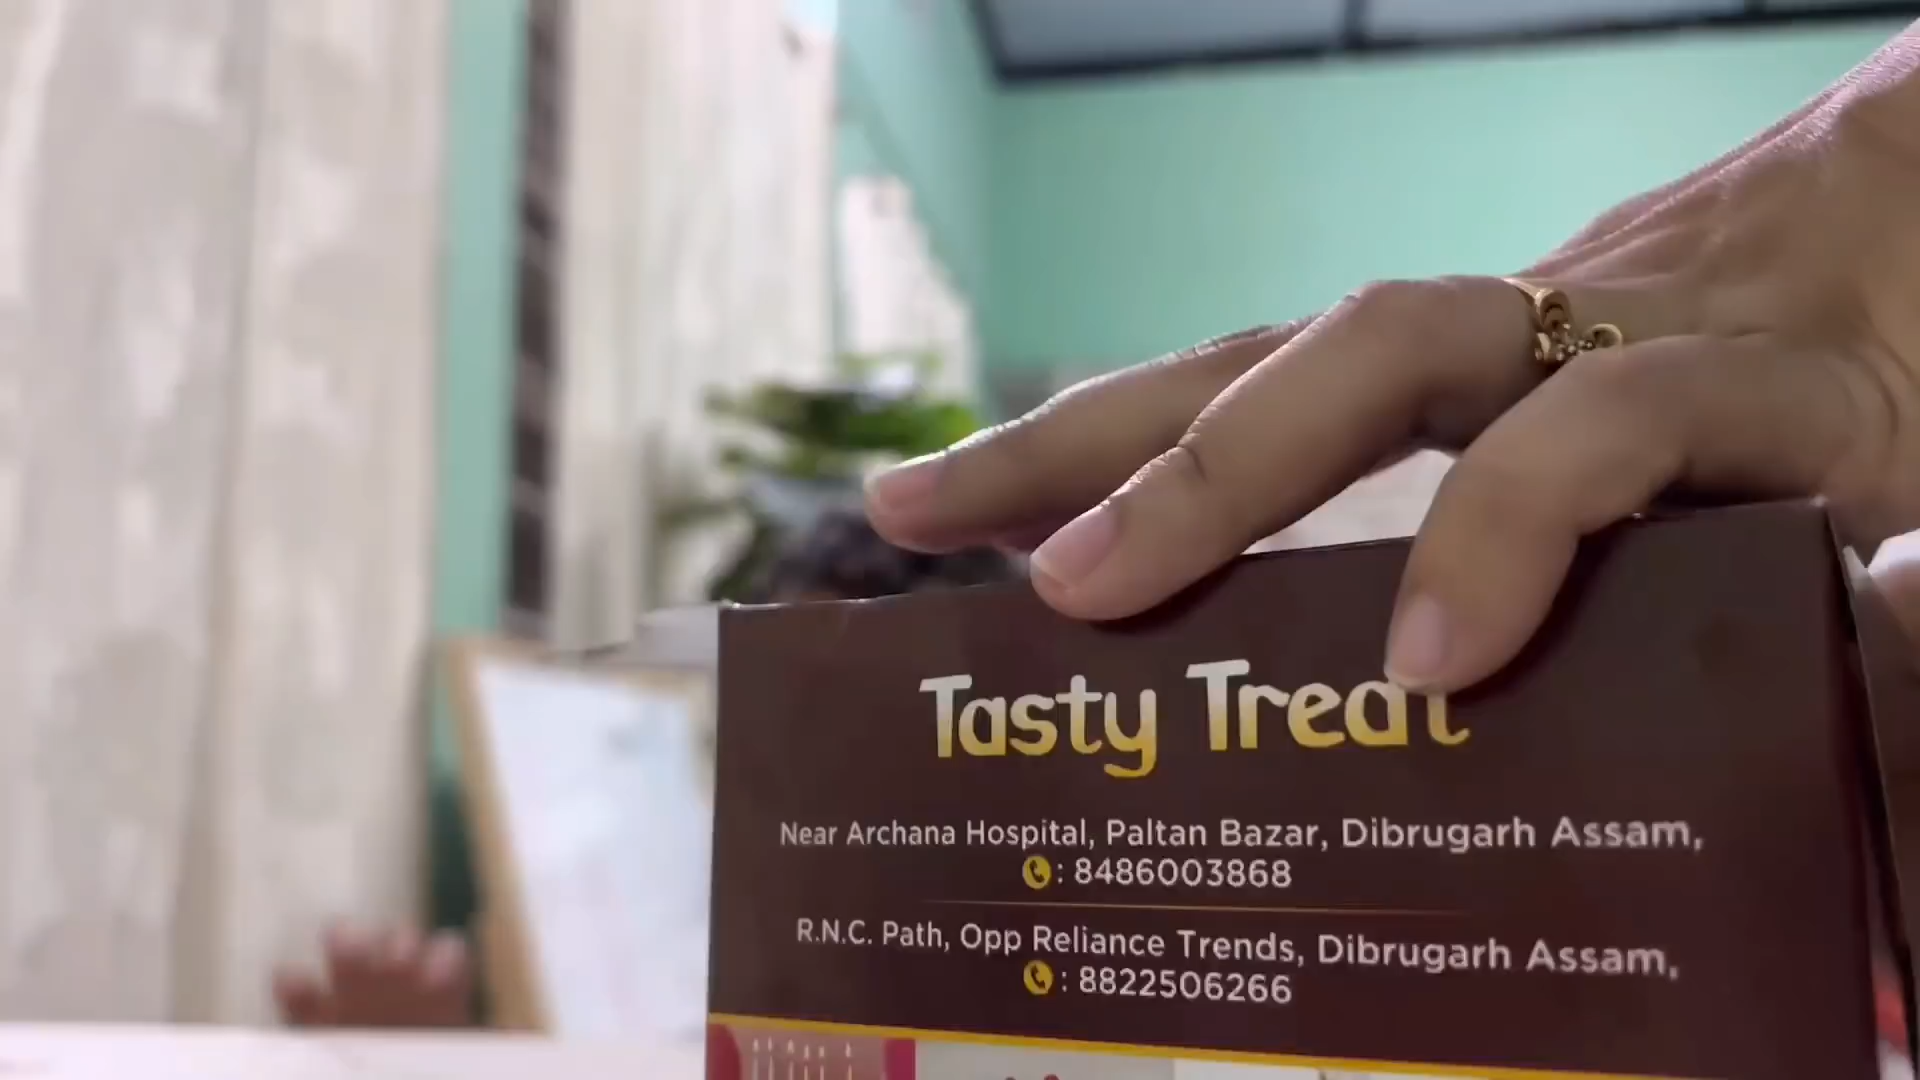 Tasty Treat
Near Archana Hospital, Paltan Bazar, Dibrugarh Assam,
: 8486003868
R.N.C. Path, Opp Reliance Trends, Dibrugarh Assam,
: 8822506266